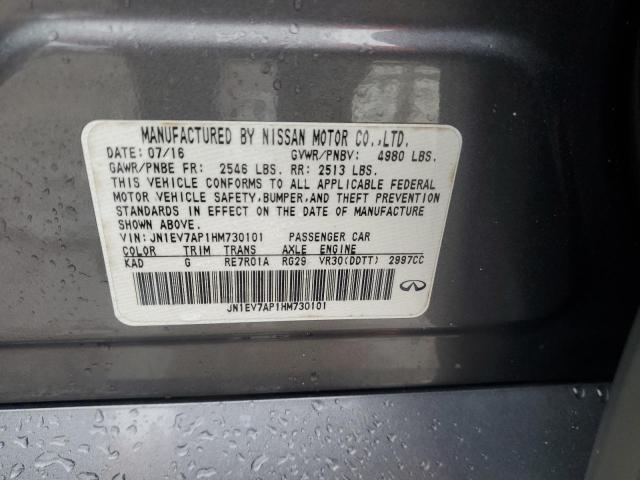 MANUFACTURED BY NISSAN MOTOR CO.,LTD.
DATE: 07/16 GVWR/PNBV: 4980 LBS.
GAWR/PNBE FR: 2546 LBS. RR: 2513 LBS.
THIS VEHICLE CONFORMS TO ALL APPLICABLE FEDERAL
MOTOR VEHICLE SAFETY,BUMPER,AND THEFT PREVENTION
STANDARDS IN EFFECT ON THE DATE OF MANUFACTURE
SHOWN ABOVE.
VIN: JN1EV7AP1HM730101 PASSENGER CAR
COLOR TRIM TRANS AXLE ENGINE
KAD G RE7R01A RG29 VR30(DDTT) 2997CC
JN1EV7AP1HM730101